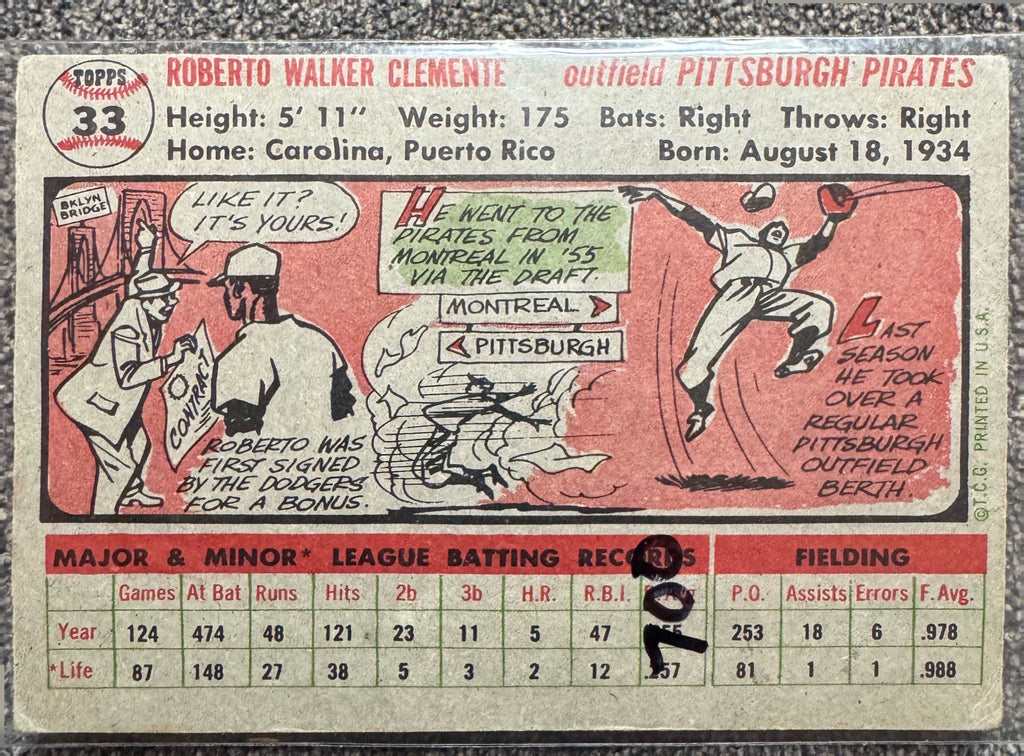 TOPPS
33
ROBERTO WALKER CLEMENTE outfield PITTSBURGH PIRATES
Height: 5' 11" Weight: 175 Bats: Right Throws: Right
Home: Carolina, Puerto Rico Born: August 18, 1934
BKLYN
BRIDGE
LIKE IT?
IT'S YOURS!
CONTRACT
ROBERTO WAS
FIRST SIGNED
BY THE DODGERS
FOR A BONUS.
HE WENT TO THE
PIRATES FROM
MONTREAL IN '55
VIA THE DRAFT.
MONTREAL
PITTSBURGH
LAST
SEASON
HE TOOK
OVER A
REGULAR
PITTSBURGH
OUTFIELD
BERTH.
©T.C.G. PRINTED IN U.S.A.
MAJOR & MINOR* LEAGUE BATTING RECORDS FIELDING
Games At Bat Runs Hits 2b 3b H.R. R.B.I. P.O. Assists Errors F. Avg.
Year 124 474 48 121 23 11 5 47 253 18 6 .978
*Life 87 148 27 38 5 3 2 12 .257 81 1 1 .988
700